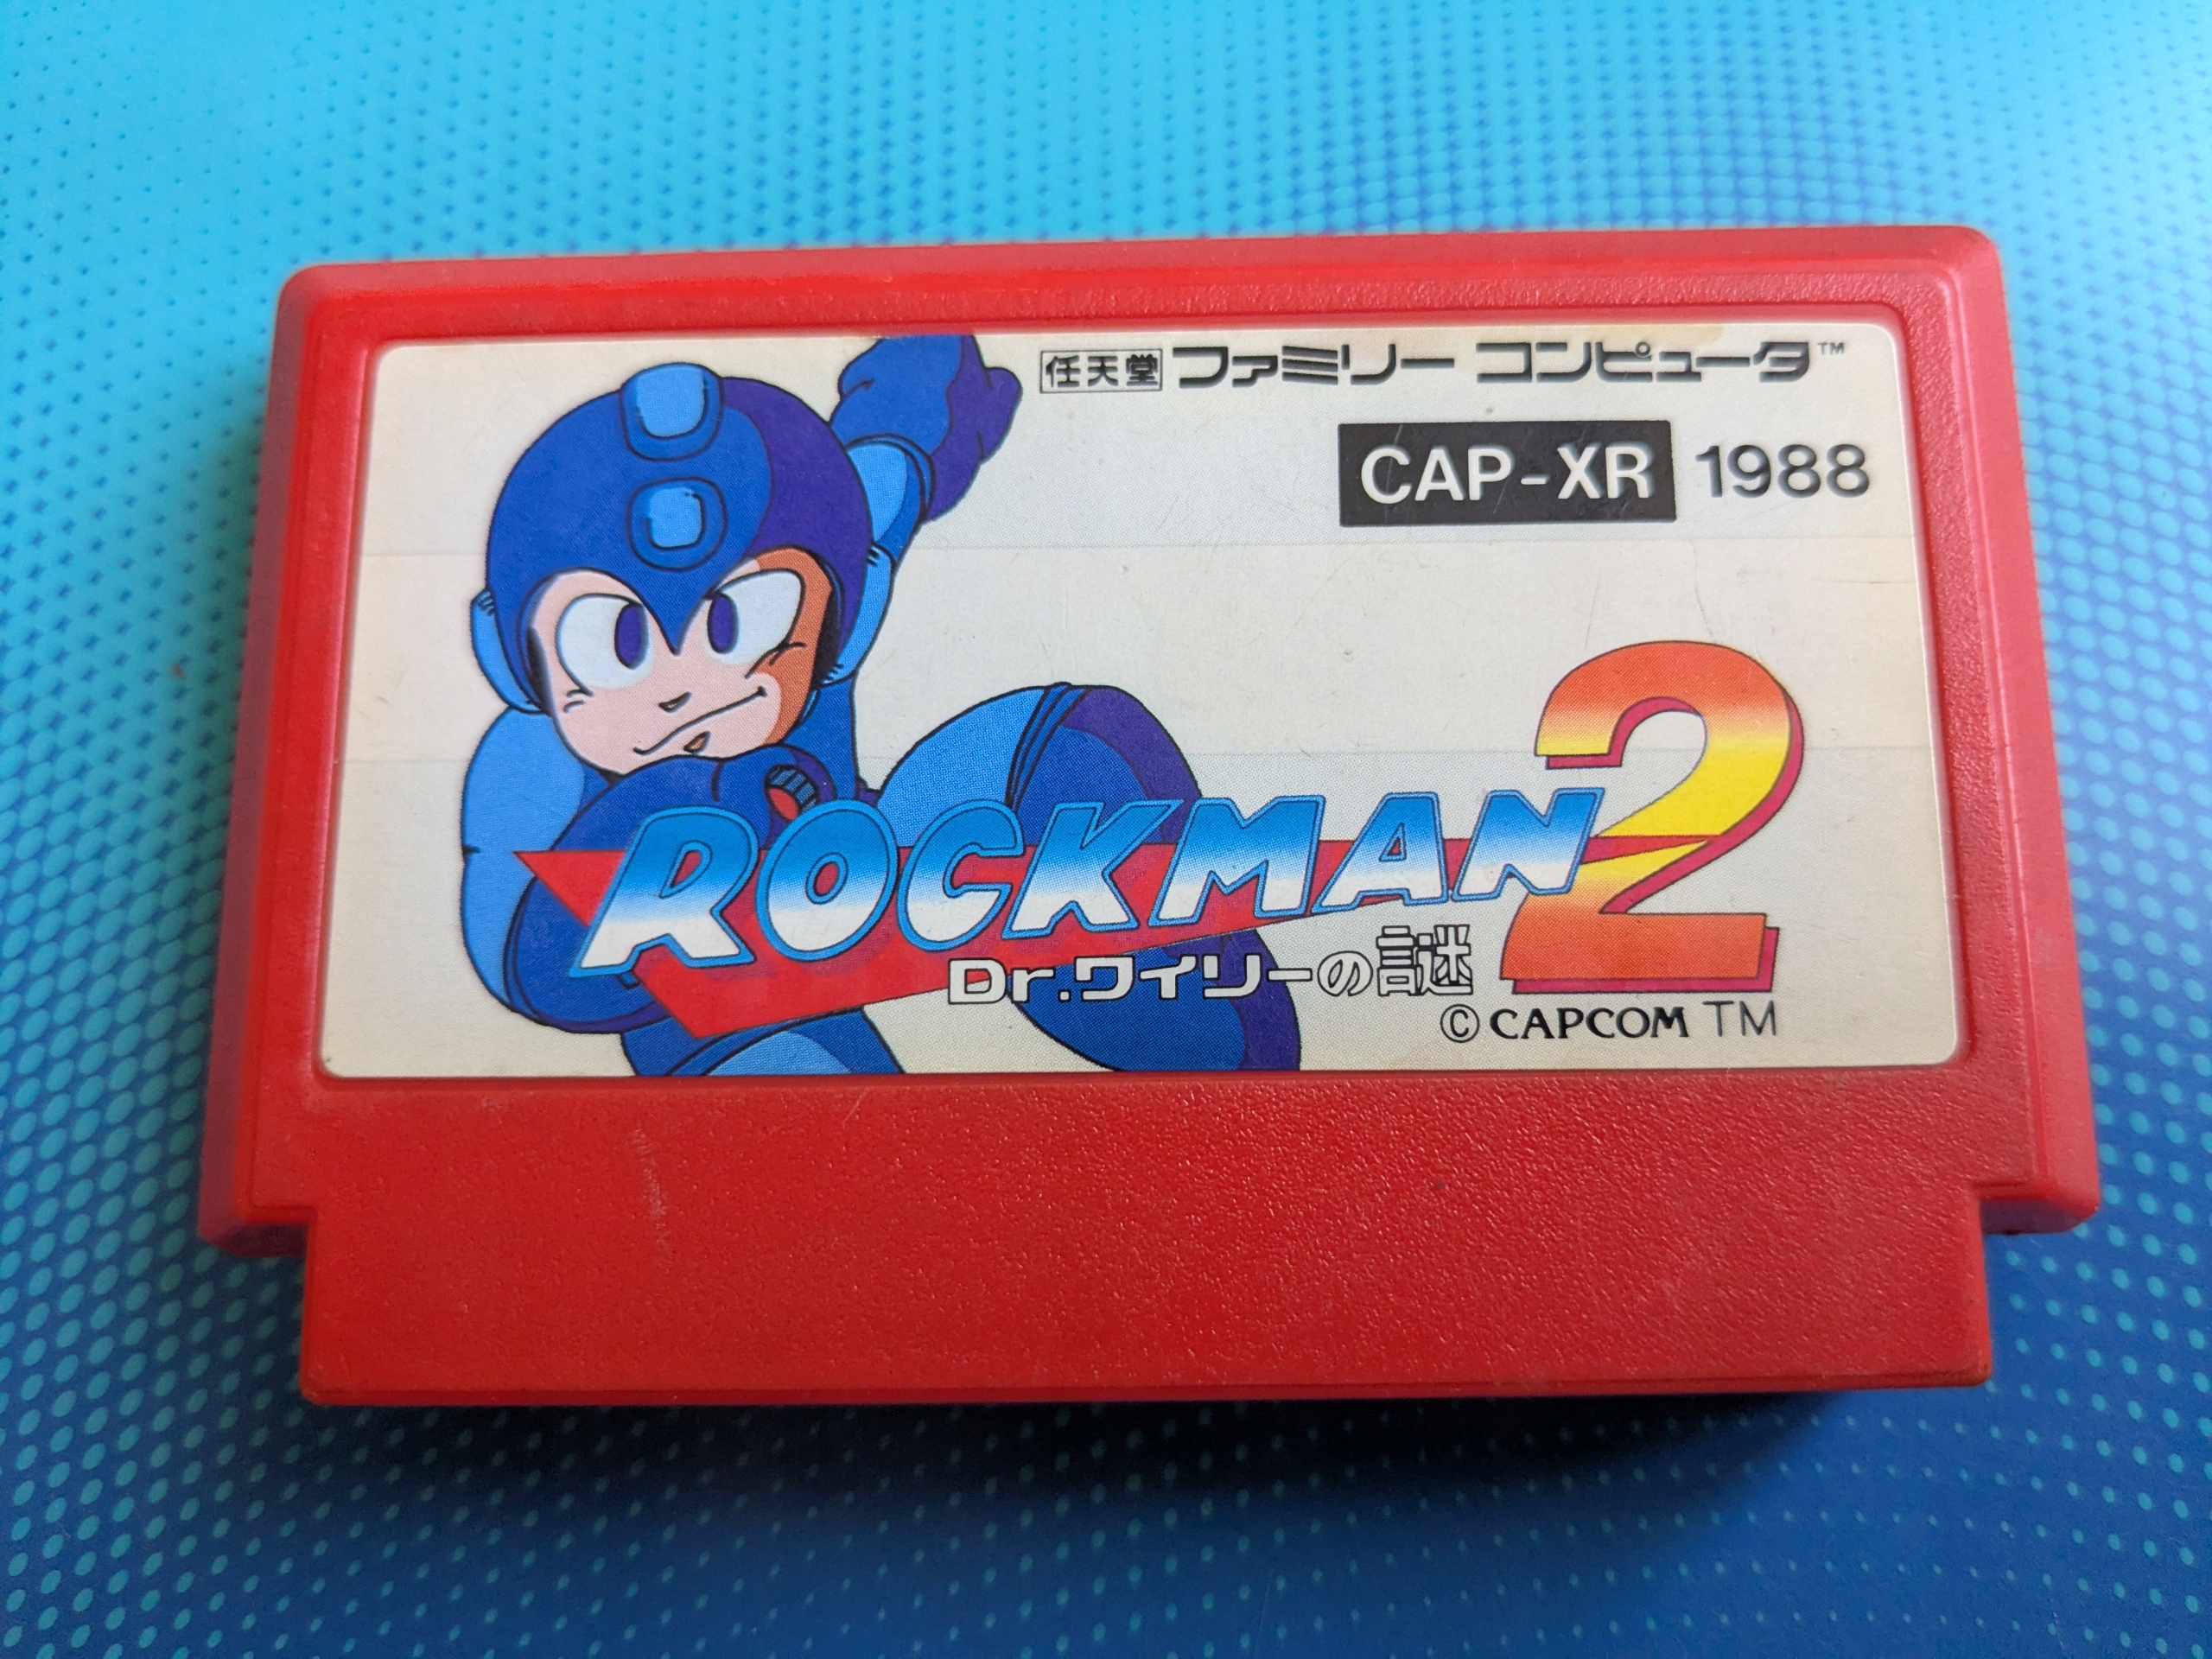 任天堂 ファミリー コンピュータ™
CAP-XR 1988
ROCKMAN 2
Dr.ワイリーの謎
©CAPCOM TM